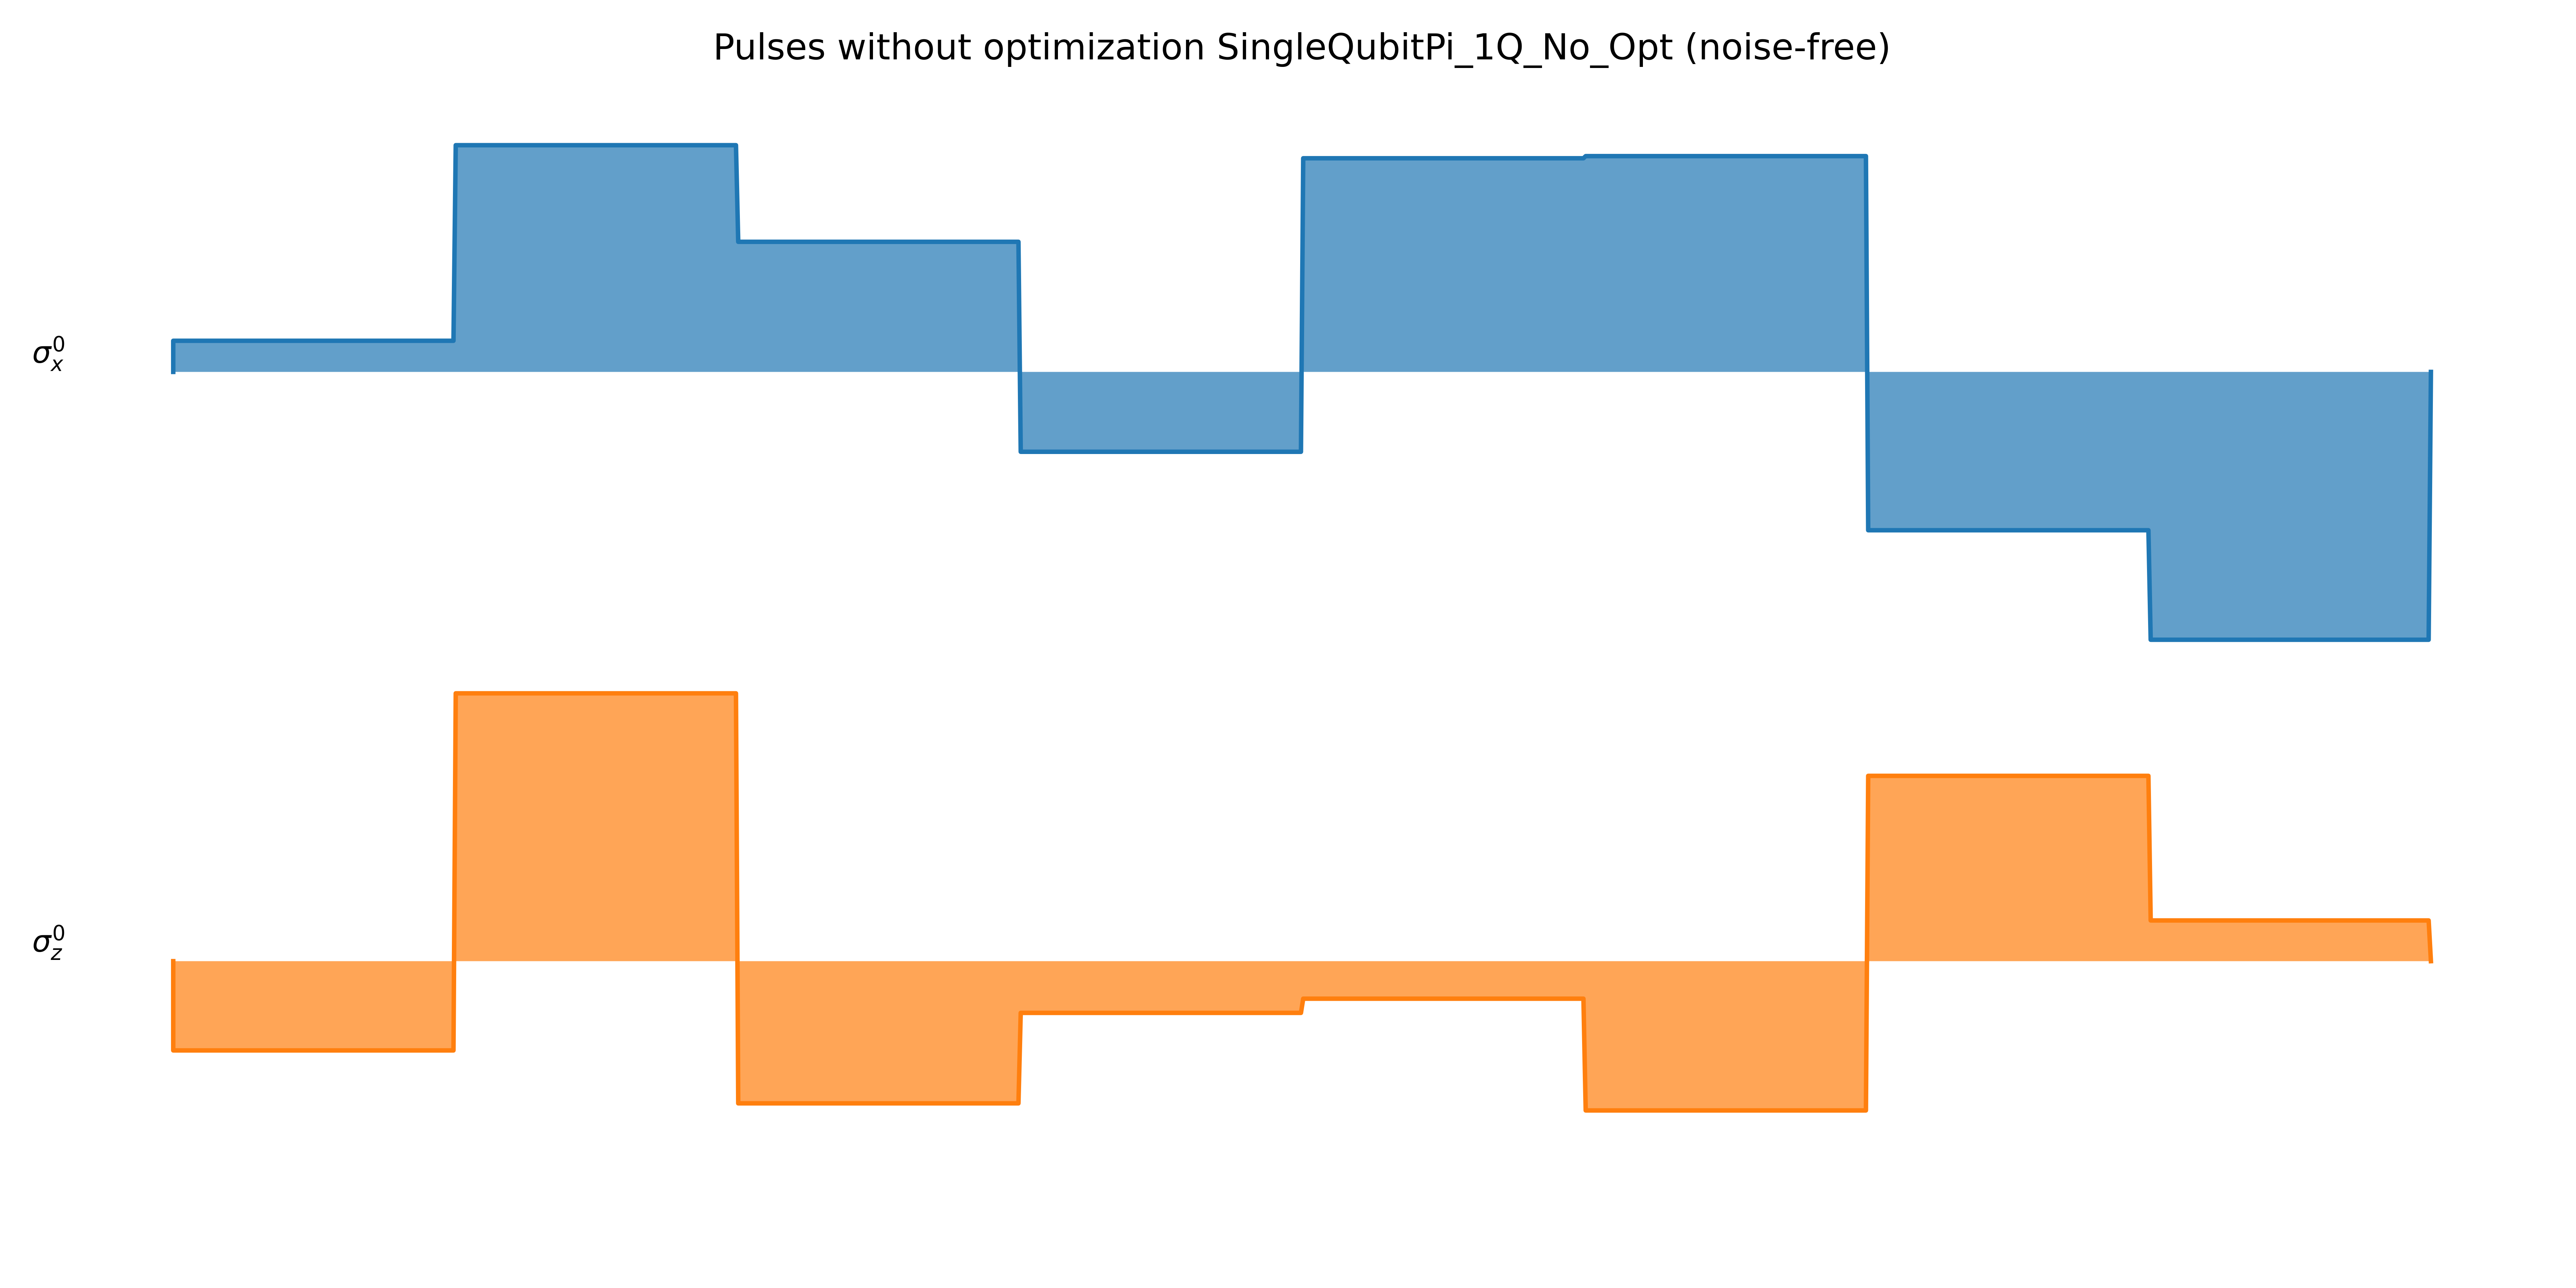 Pulses without optimization SingleQubitPi_1Q_No_Opt (noise-free)
σ_x^0
σ_z^0